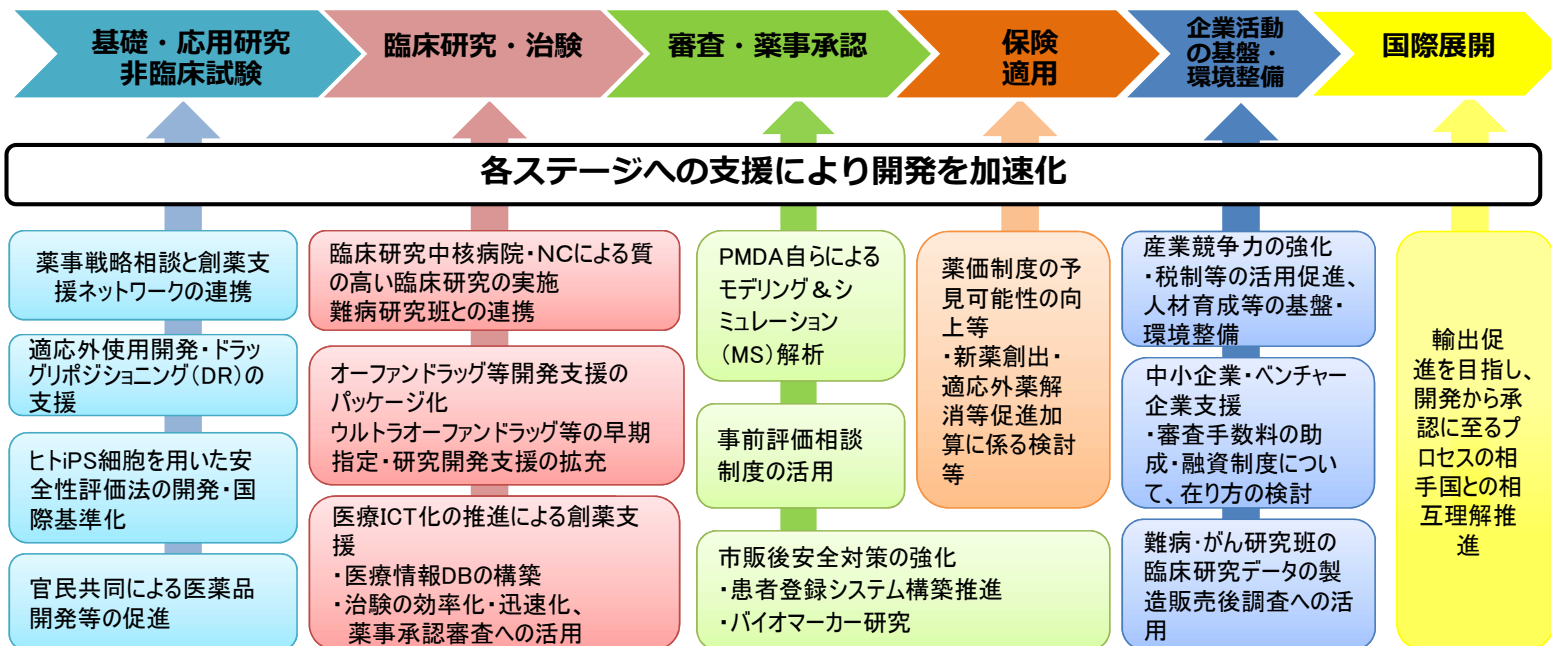 基礎・応用研究
非臨床試験
臨床研究・治験
審査・薬事承認
保険
適用
企業活動
の基盤・
環境整備
国際展開
各ステージへの支援により開発を加速化
薬事戦略相談と創薬支
援ネットワークの連携
適応外使用開発・ドラッ
グリポジショニング(DR)の
支援
ヒトiPS細胞を用いた安
全性評価法の開発・国
際基準化
官民共同による医薬品
開発等の促進
臨床研究中核病院・NCによる質
の高い臨床研究の実施
難病研究班との連携
オーファンドラッグ等開発支援の
パッケージ化
ウルトラオーファンドラッグ等の早期
指定・研究開発支援の拡充
医療ICT化の推進による創薬支
援
・医療情報DBの構築
・治験の効率化・迅速化、
薬事承認審査への活用
PMDA自らによる
モデリング&シ
ミュレーション
(MS)解析
事前評価相談
制度の活用
市販後安全対策の強化
・患者登録システム構築推進
・バイオマーカー研究
薬価制度の予
見可能性の向
上等
・新薬創出・
適応外薬解
消等促進加
算に係る検討
等
産業競争力の強化
・税制等の活用促進、
人材育成等の基盤・
環境整備
中小企業・ベンチャー
企業支援
・審査手数料の助
成・融資制度につい
て、在り方の検討
難病・がん研究班の
臨床研究データの製
造販売後調査への活
用
輸出促
進を目指し、
開発から承
認に至るプ
ロセスの相
手国との相
互理解推
進